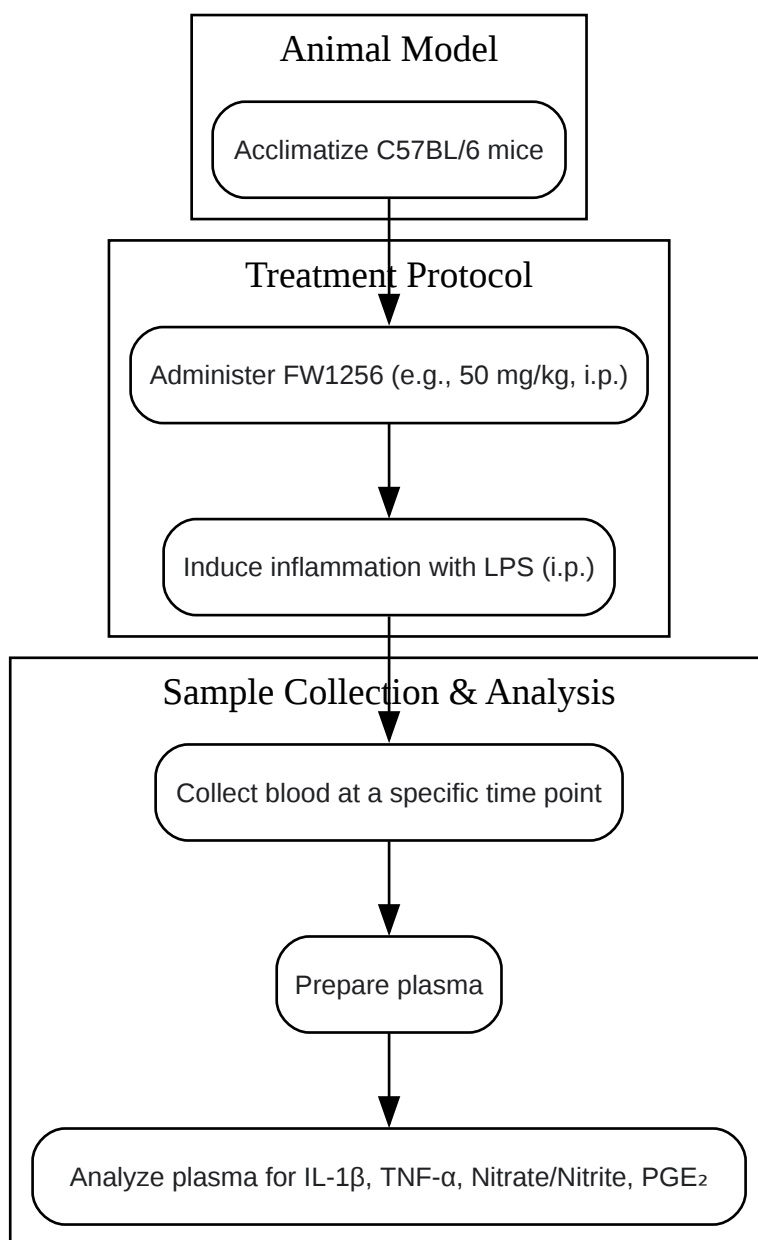 Animal Model
Acclimatize C57BL/6 mice
Treatment Protocol
Administer FW1256 (e.g., 50 mg/kg, i.p.)
Induce inflammation with LPS (i.p.)
Sample Collection & Analysis
Collect blood at a specific time point
Prepare plasma
Analyze plasma for IL-1β, TNF-α, Nitrate/Nitrite, PGE₂